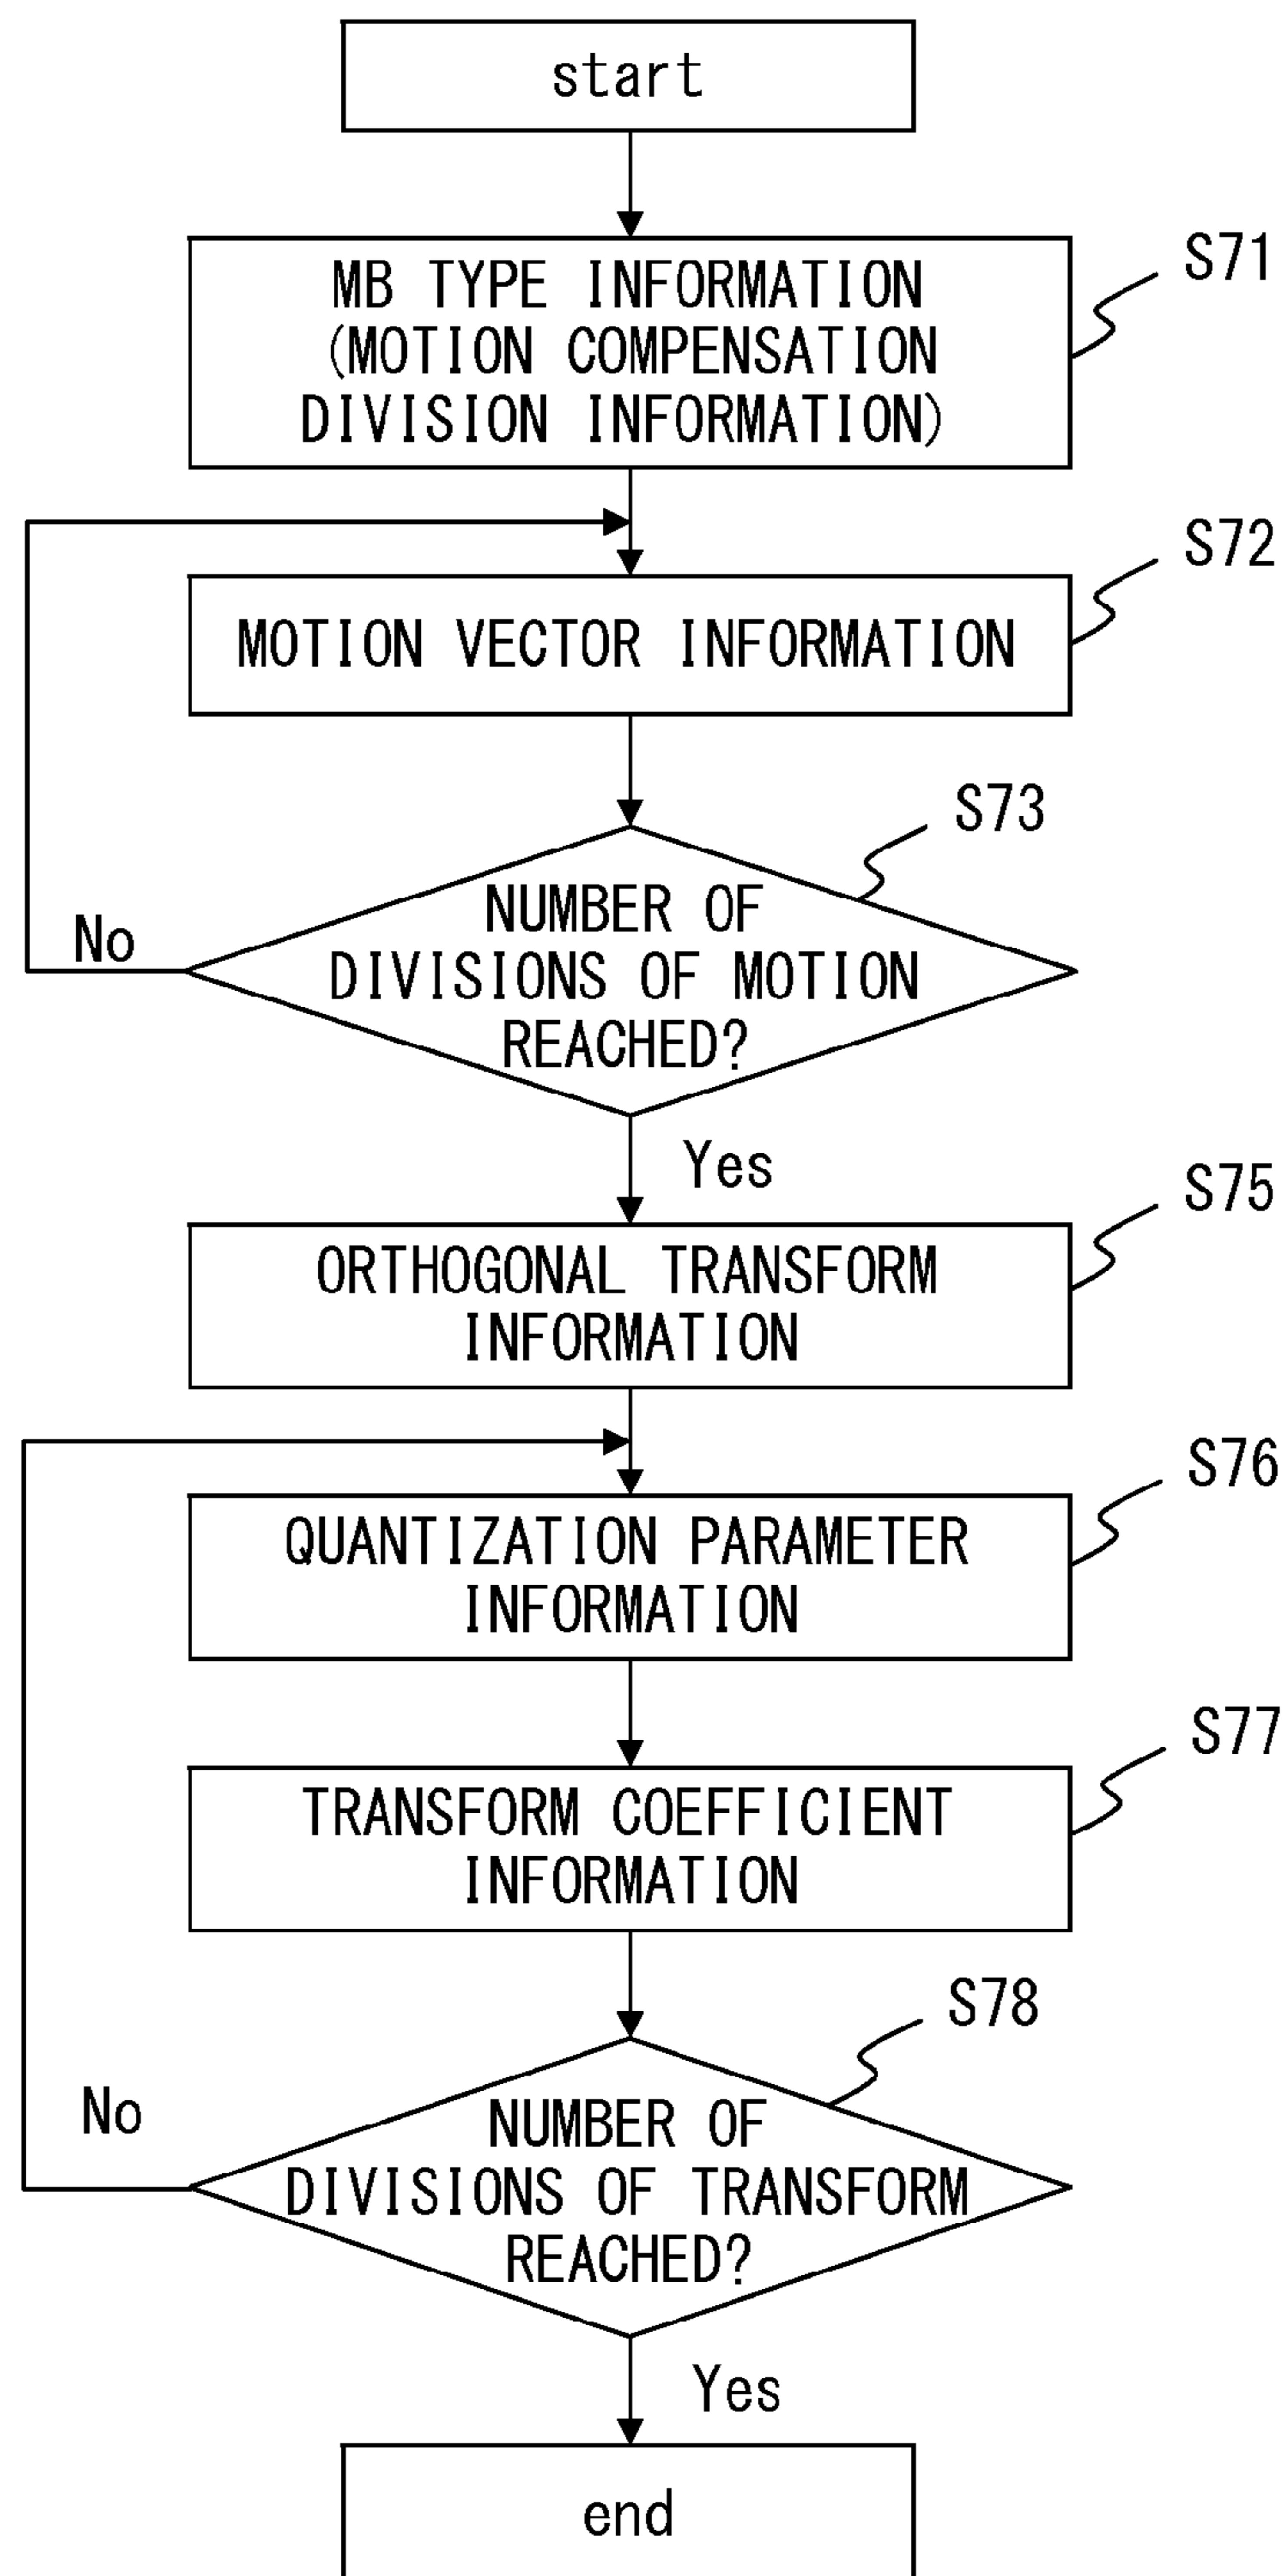 start
S71
MB TYPE INFORMATION
(MOTION COMPENSATION
DIVISION INFORMATION)
S72
MOTION VECTOR INFORMATION
S73
NUMBER OF
DIVISIONS OF MOTION
REACHED?
No
Yes
S75
ORTHOGONAL TRANSFORM
INFORMATION
S76
QUANTIZATION PARAMETER
INFORMATION
S77
TRANSFORM COEFFICIENT
INFORMATION
S78
NUMBER OF
DIVISIONS OF TRANSFORM
REACHED?
No
Yes
end